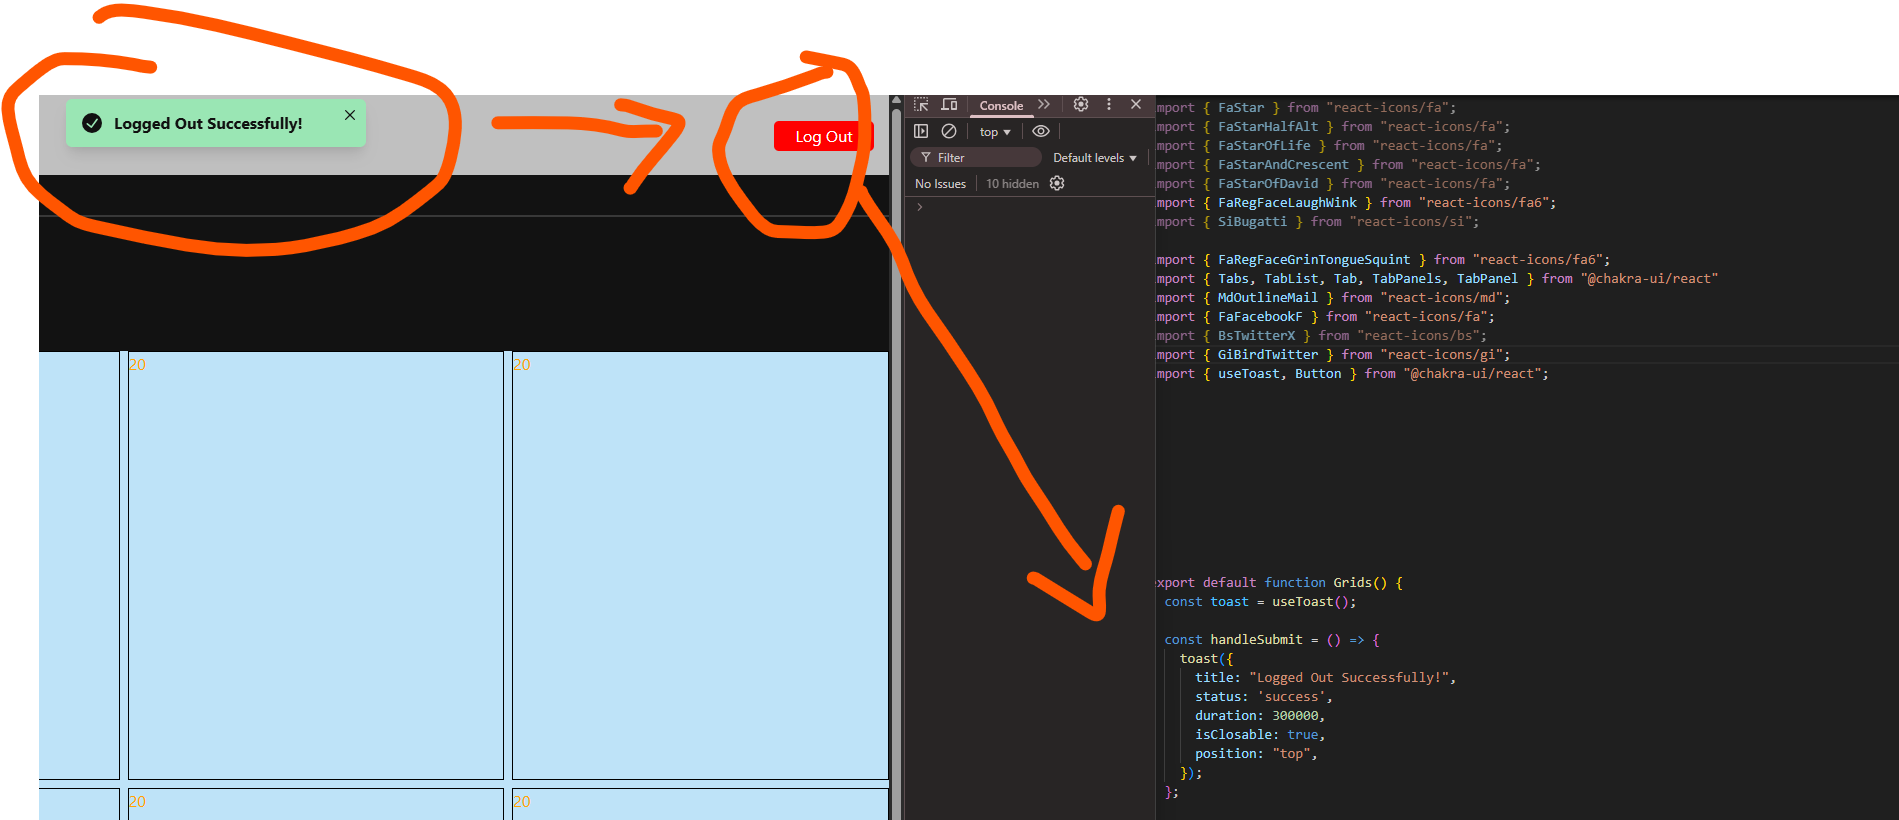 Logged Out Successfully!
Log Out
20
20
20
20
Console
top
Filter
Default levels
No Issues
10 hidden
mport { FaStar } from "react-icons/fa";
mport { FaStarHalfAlt } from "react-icons/fa";
mport { FaStarOfLife } from "react-icons/fa";
mport { FaStarAndCrescent } from "react-icons/fa";
mport { FaStarOfDavid } from "react-icons/fa";
mport { FaRegFaceLaughWink } from "react-icons/fa6";
mport { SiBugatti } from "react-icons/si";
mport { FaRegFaceGrinTongueSquint } from "react-icons/fa6";
mport { Tabs, TabList, Tab, TabPanels, TabPanel } from "@chakra-ui/react"
mport { MdOutlineMail } from "react-icons/md";
mport { FaFacebookF } from "react-icons/fa";
mport { BsTwitterX } from "react-icons/bs";
mport { GiBirdTwitter } from "react-icons/gi";
mport { useToast, Button } from "@chakra-ui/react";
export default function Grids() {
const toast = useToast();
const handleSubmit = () => {
toast({
title: "Logged Out Successfully!",
status: 'success',
duration: 300000,
isClosable: true,
position: "top",
});
};